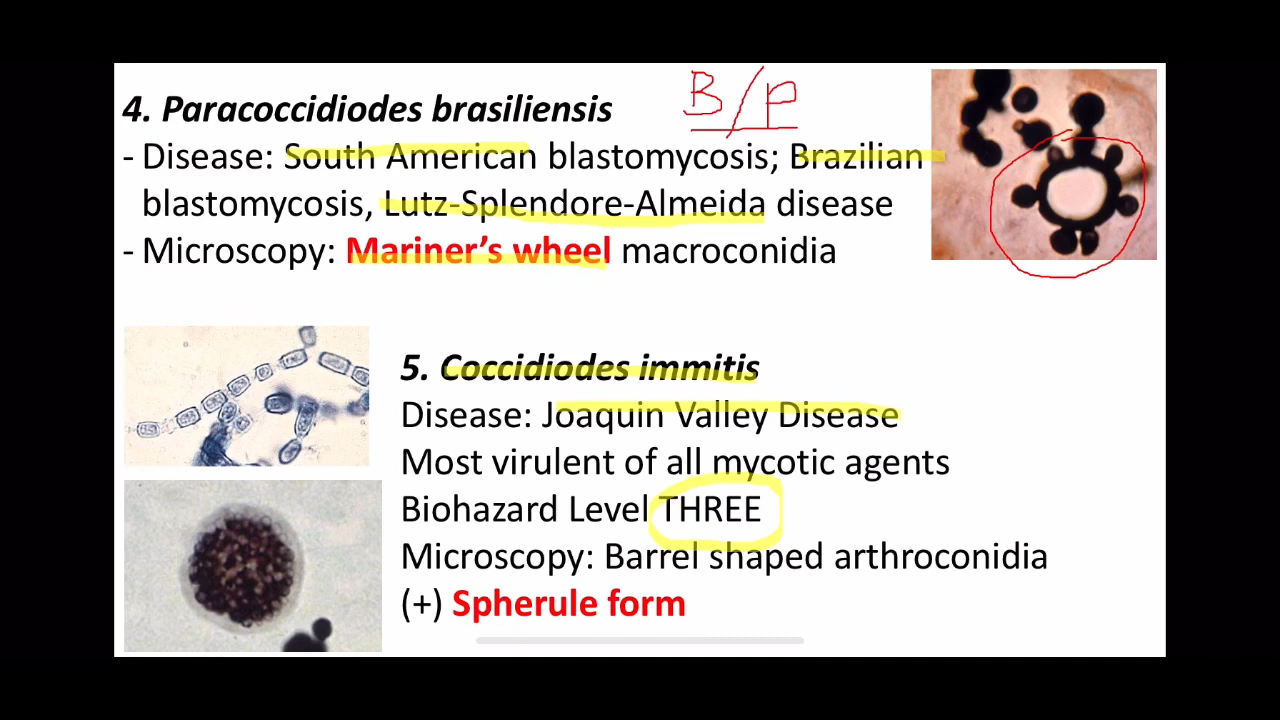 4. Paracoccidiodes brasiliensis
B/P
- Disease: South American blastomycosis; Brazilian
blastomycosis, Lutz-Splendore-Almeida disease
- Microscopy: Mariner's wheel macroconidia
5. Coccidiodes immitis
Disease: Joaquin Valley Disease
Most virulent of all mycotic agents
Biohazard Level THREE
Microscopy: Barrel shaped arthroconidia
(+) Spherule form